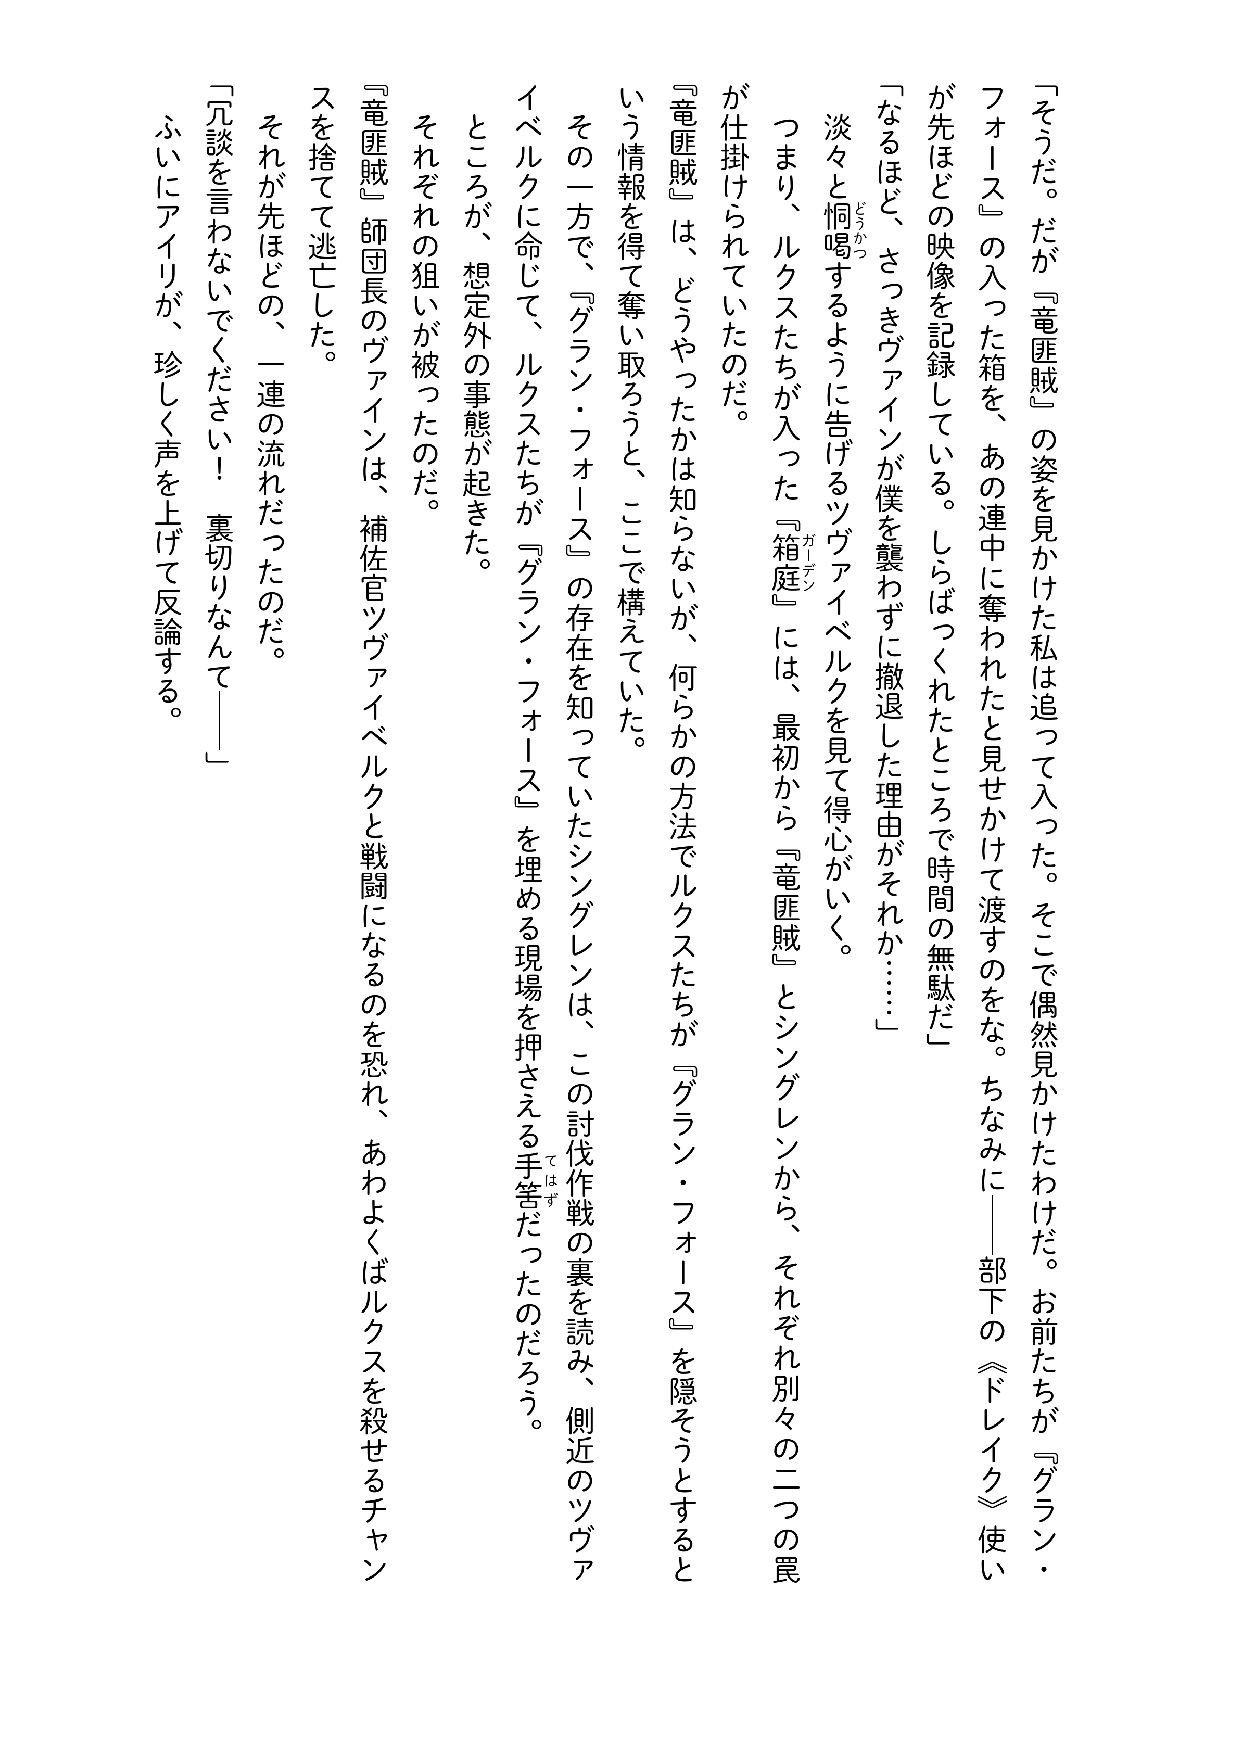 「そうだ。だが『竜匪賊』の姿を見かけた私は追って入った。そこで偶然見かけたわけだ。お前たちが『グラン・
フォース』の入った箱を、あの連中に奪われたと見せかけて渡すのをな。ちなみに――部下の《ドレイク》使い
が先ほどの映像を記録している。しらばっくれたところで時間の無駄だ」
「なるほど、さっきヴァインが僕を襲わずに撤退した理由がそれか……」
　淡々と恫喝するように告げるツヴァイベルクを見て得心がいく。
　つまり、ルクスたちが入った『箱庭』には、最初から『竜匪賊』とシングレンから、それぞれ別々の二つの罠
が仕掛けられていたのだ。
『竜匪賊』は、どうやったかは知らないが、何らかの方法でルクスたちが『グラン・フォース』を隠そうとすると
いう情報を得て奪い取ろうと、ここで構えていた。
　その一方で、『グラン・フォース』の存在を知っていたシングレンは、この討伐作戦の裏を読み、側近のツヴァ
イベルクに命じて、ルクスたちが『グラン・フォース』を埋める現場を押さえる手筈だったのだろう。
　ところが、想定外の事態が起きた。
　それぞれの狙いが被ったのだ。
『竜匪賊』師団長のヴァインは、補佐官ツヴァイベルクと戦闘になるのを恐れ、あわよくばルクスを殺せるチャン
スを捨てて逃亡した。
　それが先ほどの、一連の流れだったのだ。
「冗談を言わないでください！　裏切りなんて――」
　ふいにアイリが、珍しく声を上げて反論する。